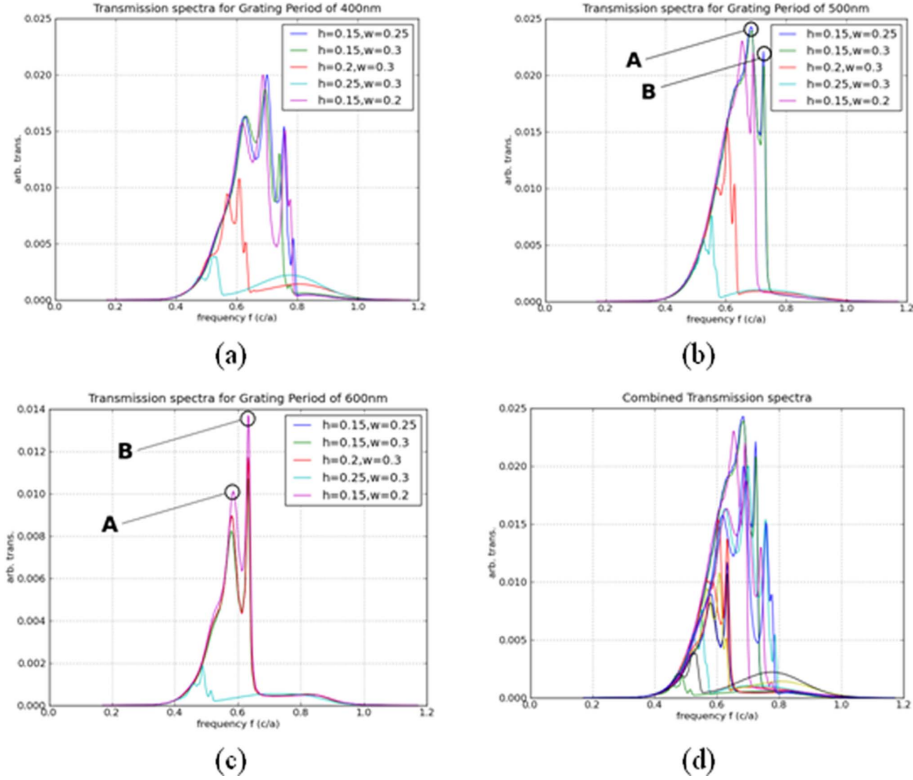 Transmission spectra for Grating Period of 400nm
0.025
0.020
0.015
0.010
0.005
0.000
arb. trans.
h=0.15,w=0.25
h=0.15,w=0.3
h=0.2,w=0.3
h=0.25,w=0.3
h=0.15,w=0.2
0.0 0.2 0.4 0.6 0.8 1.0 1.2
frequency f (c/a)
(a)
Transmission spectra for Grating Period of 500nm
0.025
0.020
0.015
0.010
0.005
0.000
arb. trans.
A
B
h=0.15,w=0.25
h=0.15,w=0.3
h=0.2,w=0.3
h=0.25,w=0.3
h=0.15,w=0.2
0.0 0.2 0.4 0.6 0.8 1.0 1.2
frequency f (c/a)
(b)
Transmission spectra for Grating Period of 600nm
0.014
0.012
0.010
0.008
0.006
0.004
0.002
0.000
arb. trans.
B
A
h=0.15,w=0.25
h=0.15,w=0.3
h=0.2,w=0.3
h=0.25,w=0.3
h=0.15,w=0.2
0.0 0.2 0.4 0.6 0.8 1.0 1.2
frequency f (c/a)
(c)
Combined Transmission spectra
0.025
0.020
0.015
0.010
0.005
0.000
arb. trans.
0.0 0.2 0.4 0.6 0.8 1.0 1.2
frequency f (c/a)
(d)